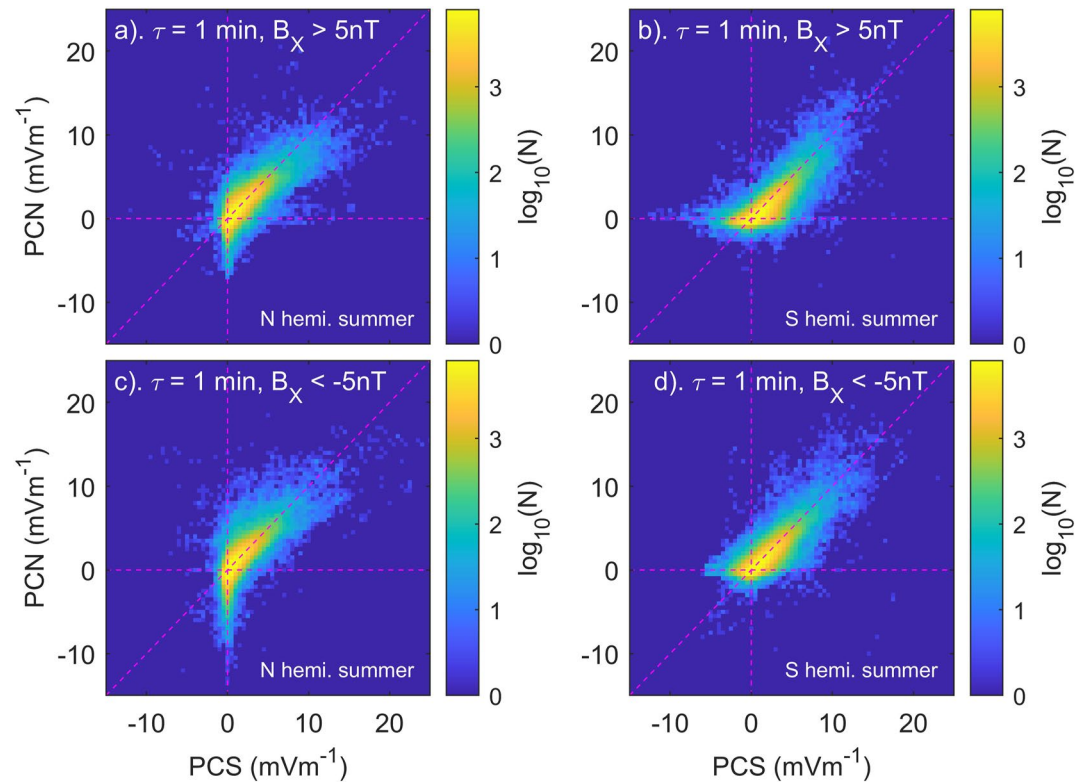 a). τ = 1 min, B_X > 5nT
20
10
0
-10
PCN (mVm⁻¹)
N hemi. summer
3
2
1
0
log₁₀(N)
b). τ = 1 min, B_X > 5nT
20
10
0
-10
S hemi. summer
3
2
1
0
log₁₀(N)
c). τ = 1 min, B_X < -5nT
20
10
0
-10
PCN (mVm⁻¹)
N hemi. summer
-10 0 10 20
PCS (mVm⁻¹)
3
2
1
0
log₁₀(N)
d). τ = 1 min, B_X < -5nT
20
10
0
-10
S hemi. summer
-10 0 10 20
PCS (mVm⁻¹)
3
2
1
0
log₁₀(N)